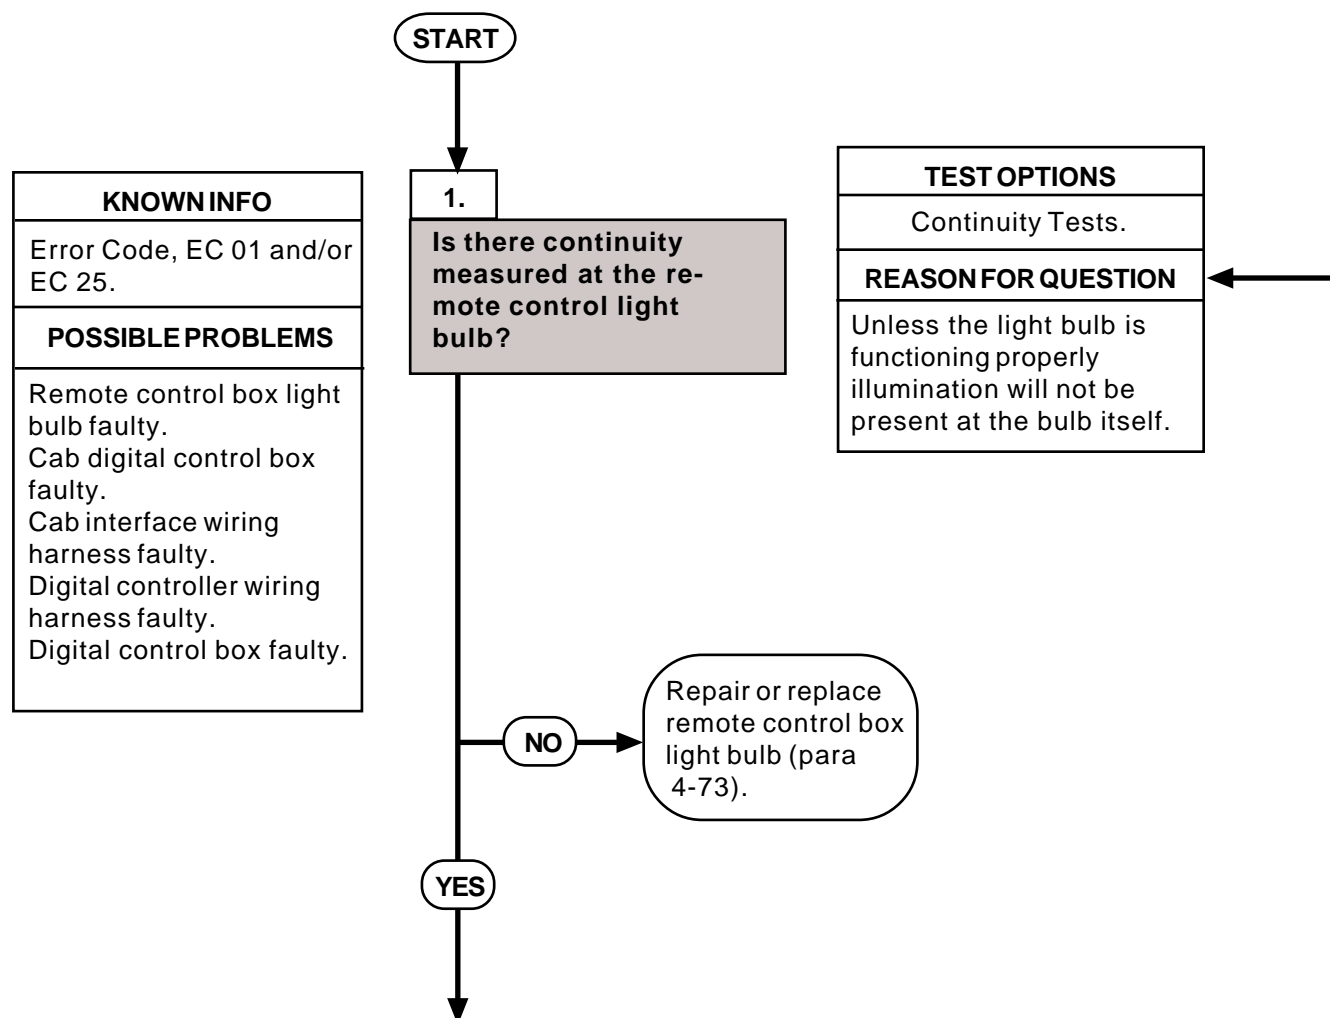 START
KNOWN INFO
Error Code, EC 01 and/or
EC 25.
POSSIBLE PROBLEMS
Remote control box light
bulb faulty.
Cab digital control box
faulty.
Cab interface wiring
harness faulty.
Digital controller wiring
harness faulty.
Digital control box faulty.
1.
Is there continuity
measured at the re-
mote control light
bulb?
TEST OPTIONS
Continuity Tests.
REASON FOR QUESTION
Unless the light bulb is
functioning properly
illumination will not be
present at the bulb itself.
NO
Repair or replace
remote control box
light bulb (para
4-73).
YES